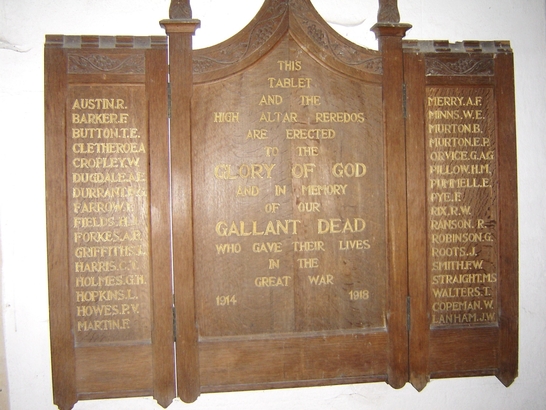 AUSTIN.R.
BARKER.F.
BUTTON.T.E.
CLETHERO.E.A
CROPLEY.W.
DUGDALE.M.E.
DURRANT.
FARROW.
FIELDS.H.
FORKES.A.H.
GRIFFITHS.
HARRIS.C.
HOLMES.G.H.
HOPKINS.L.
HOWES.P.V.
MARTIN.F.
THIS
TABLET
AND THE
HIGH ALTAR REREDOS
ARE ERECTED
TO THE
GLORY OF GOD
AND IN MEMORY
OF OUR
GALLANT DEAD
WHO GAVE THEIR LIVES
IN THE
GREAT WAR
1914 1918
MERRY.A.F.
MINNS.W.E.
MURTON.B.
MURTON.E.P.
ORVICE.G.A.G
PILLOW.H.M.
PUMMELL.E.
PYE.F.
RIX.R.W.
RANSON. R.
ROBINSON.G.
ROOTS.J.
SMITH.F.W.
STRAIGHT.M.S
WALTERS.T.
COPEMAN.W.
LANHAM.J.W.